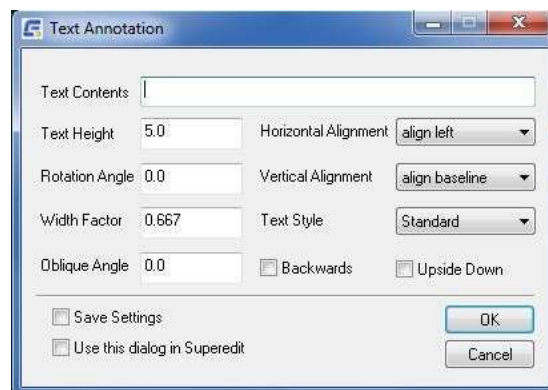 Text Annotation
Text Contents
Text Height 5.0 Horizontal Alignment align left
Rotation Angle 0.0 Vertical Alignment align baseline
Width Factor 0.667 Text Style Standard
Oblique Angle 0.0 Backwards Upside Down
Save Settings OK
Use this dialog in Superedit
Cancel